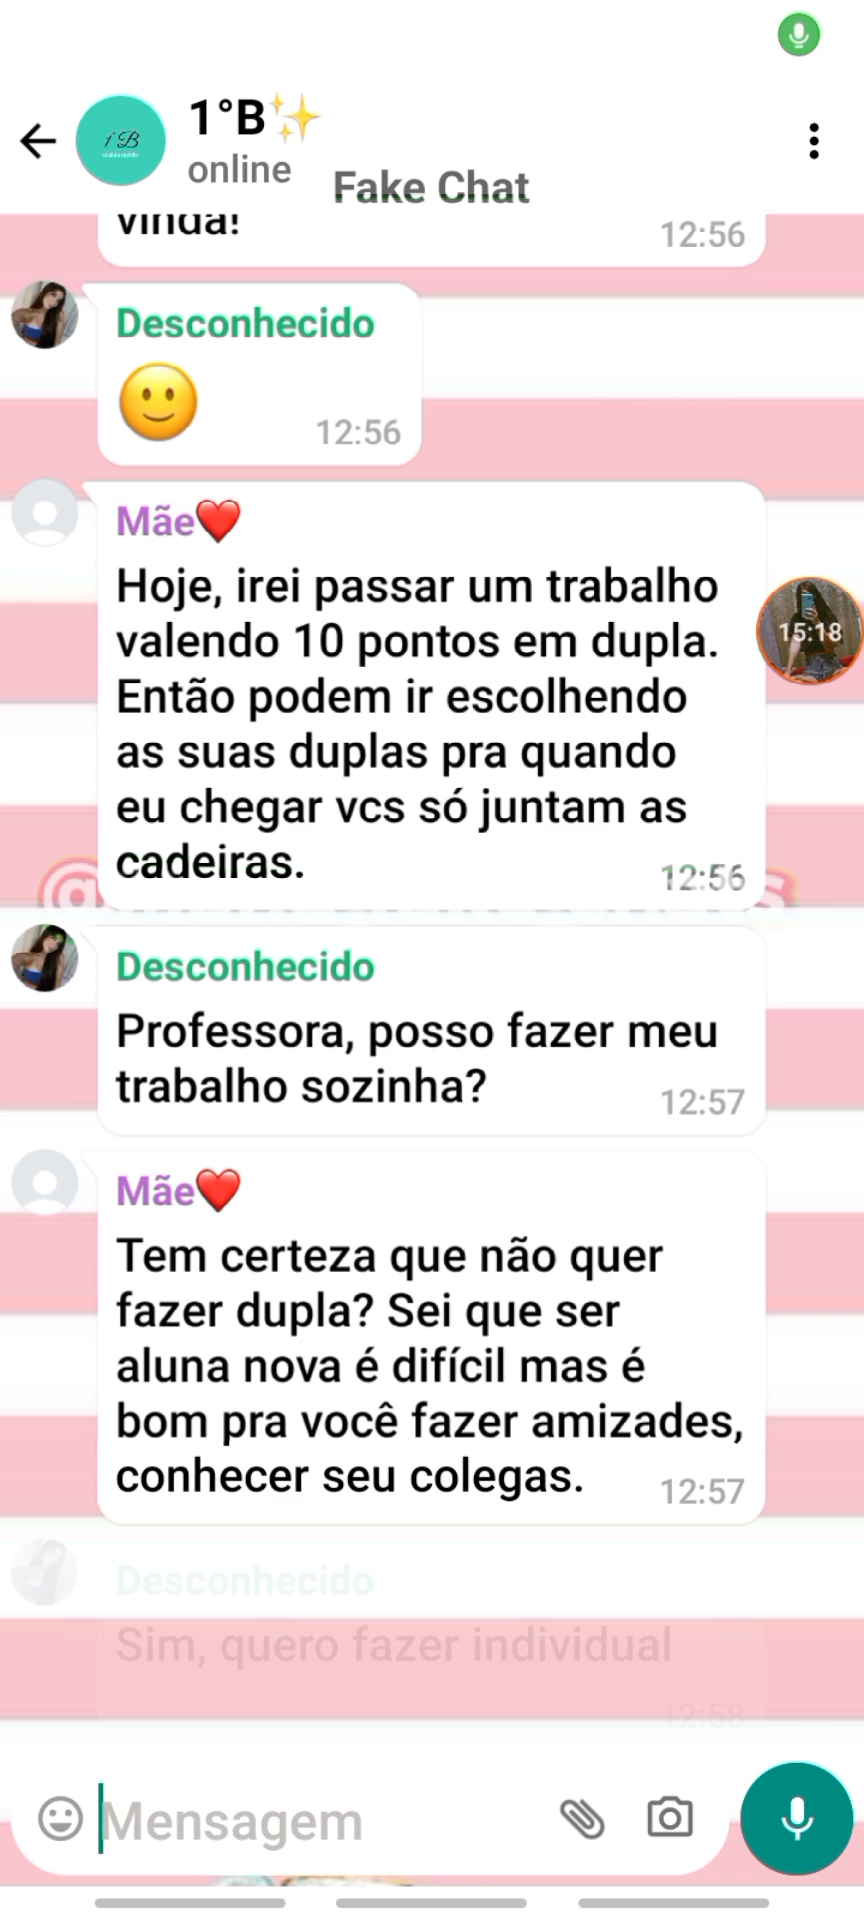 1°B✨
online
Fake Chat
vinda!
12:56
Desconhecido
🙂
12:56
Mãe❤️
Hoje, irei passar um trabalho
valendo 10 pontos em dupla.
Então podem ir escolhendo
as suas duplas pra quando
eu chegar vcs só juntam as
cadeiras.
12:56
15:18
Desconhecido
Professora, posso fazer meu
trabalho sozinha?
12:57
Mãe❤️
Tem certeza que não quer
fazer dupla? Sei que ser
aluna nova é difícil mas é
bom pra você fazer amizades,
conhecer seu colegas.
12:57
Desconhecido
Sim, quero fazer individual
12:58
Mensagem